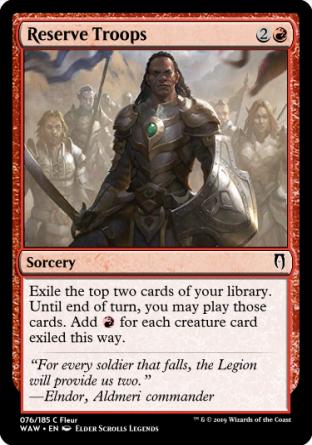 Reserve Troops 2
Sorcery
Exile the top two cards of your library.
Until end of turn, you may play those
cards. Add for each creature card
exiled this way.
“For every soldier that falls, the Legion
will provide us two.”
—Elndor, Aldmeri commander
076/185 C Fleur
WAW • EN Elder Scrolls Legends
™ & © 2019 Wizards of the Coast